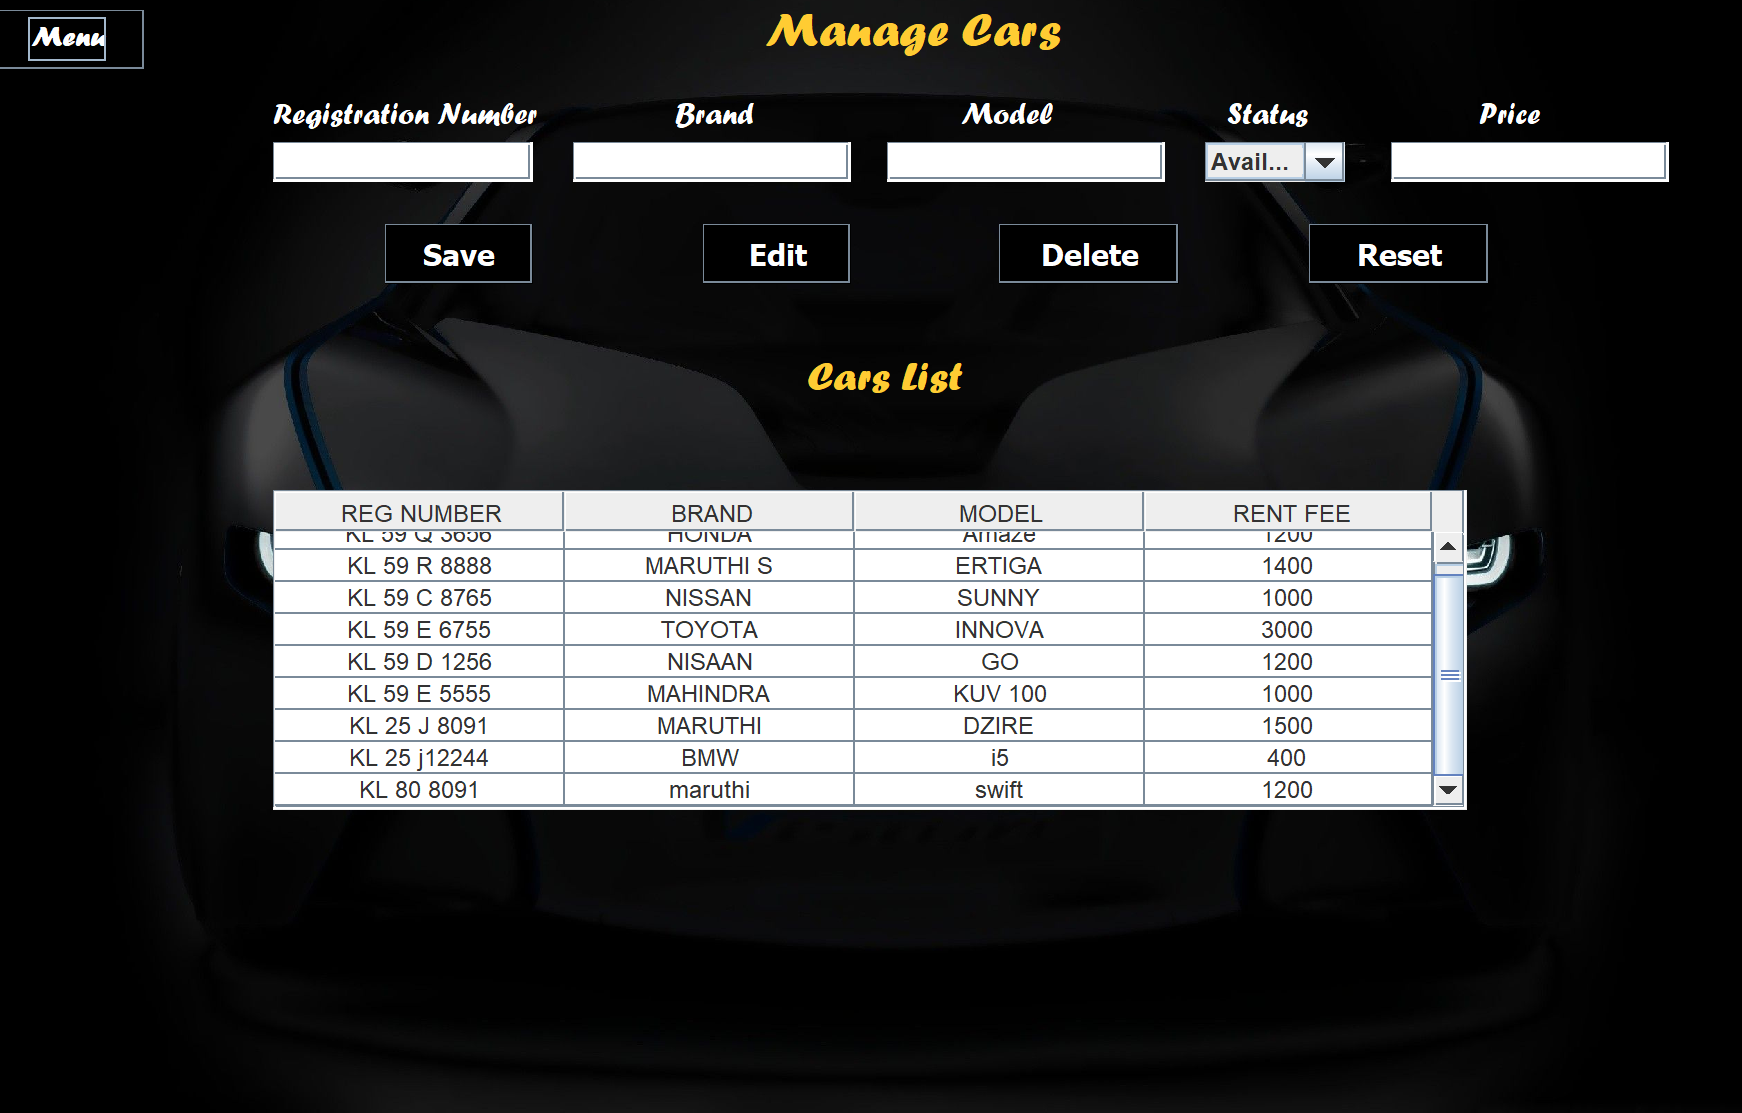 Menu
Manage Cars
Registration Number Brand Model Status Price
Avail...
Save Edit Delete Reset
Cars List
REG NUMBER BRAND MODEL RENT FEE
KL 59 Q 3656 HONDA Amaze 1200
KL 59 R 8888 MARUTHI S ERTIGA 1400
KL 59 C 8765 NISSAN SUNNY 1000
KL 59 E 6755 TOYOTA INNOVA 3000
KL 59 D 1256 NISAAN GO 1200
KL 59 E 5555 MAHINDRA KUV 100 1000
KL 25 J 8091 MARUTHI DZIRE 1500
KL 25 j12244 BMW i5 400
KL 80 8091 maruthi swift 1200